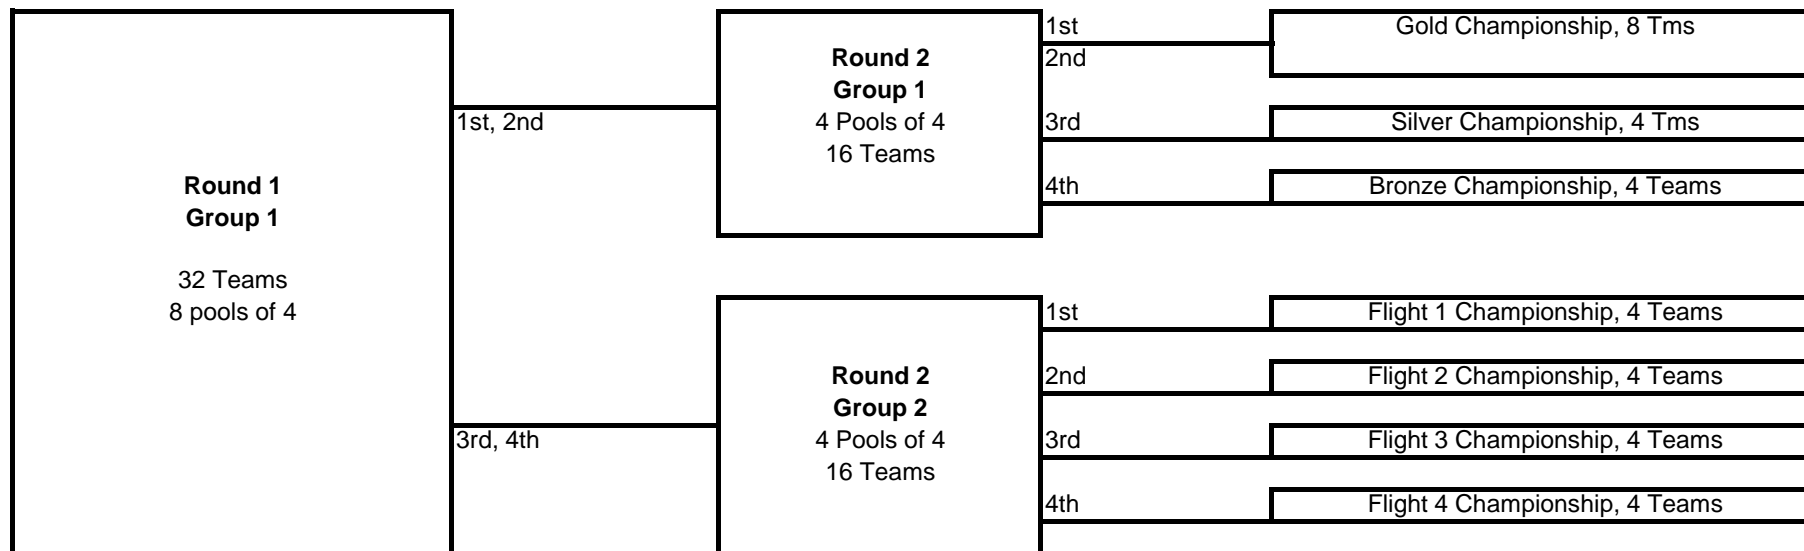 Round 1
Group 1
32 Teams
8 pools of 4
1st, 2nd
3rd, 4th
Round 2
Group 1
4 Pools of 4
16 Teams
1st
2nd
3rd
4th
Gold Championship, 8 Tms
Silver Championship, 4 Tms
Bronze Championship, 4 Teams
Round 2
Group 2
4 Pools of 4
16 Teams
1st
2nd
3rd
4th
Flight 1 Championship, 4 Teams
Flight 2 Championship, 4 Teams
Flight 3 Championship, 4 Teams
Flight 4 Championship, 4 Teams